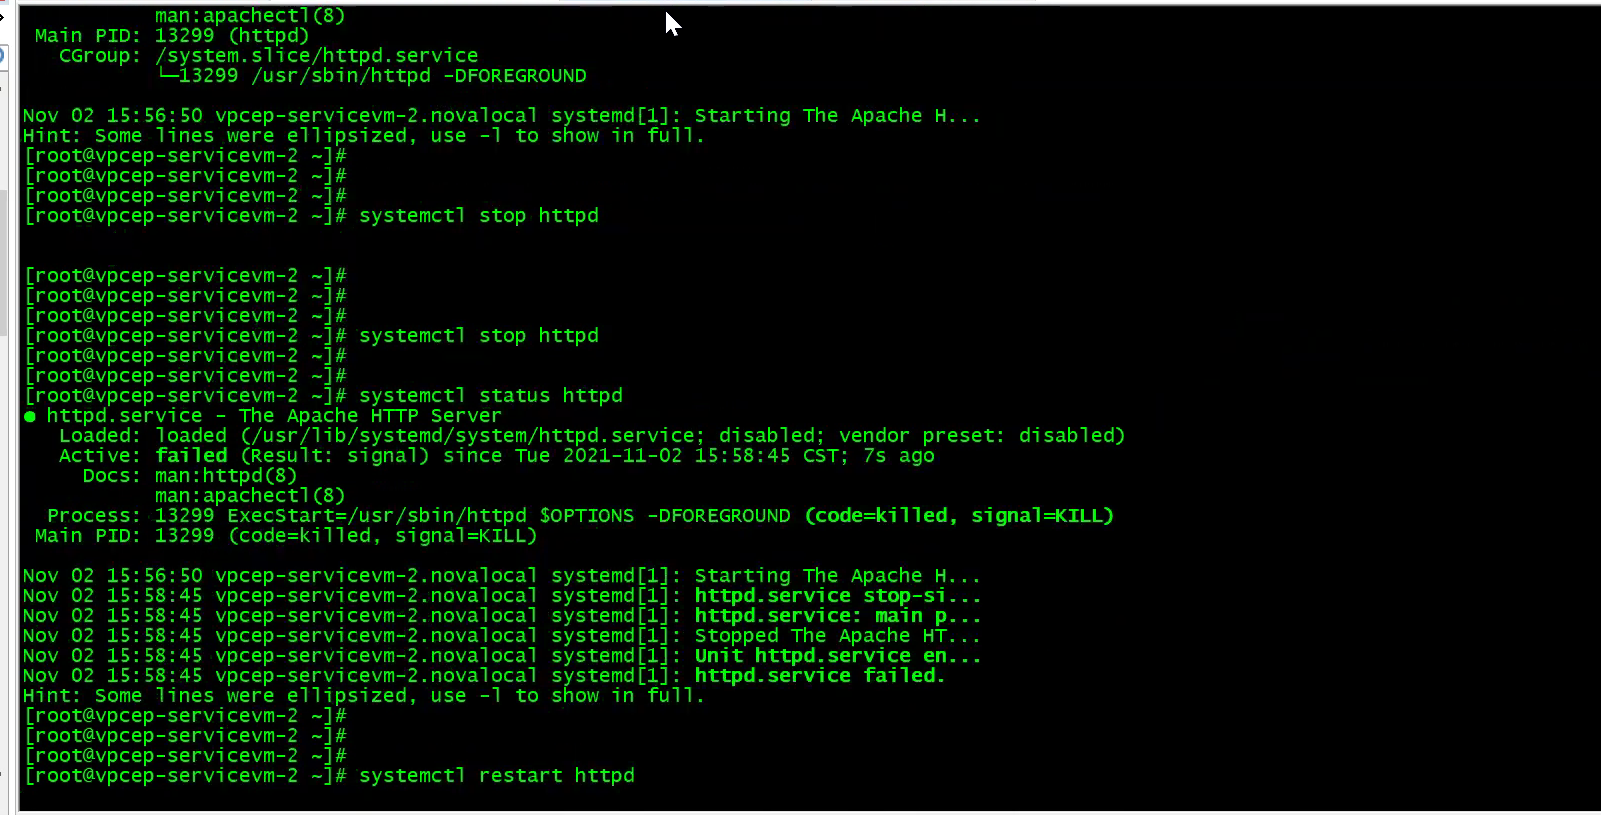 man:apachectl(8)
Main PID: 13299 (httpd)
CGroup: /system.slice/httpd.service
└─13299 /usr/sbin/httpd -DFOREGROUND
Nov 02 15:56:50 vpcep-servicevm-2.novalocal systemd[1]: Starting The Apache H...
Hint: Some lines were ellipsized, use -l to show in full.
[root@vpcep-servicevm-2 ~]#
[root@vpcep-servicevm-2 ~]#
[root@vpcep-servicevm-2 ~]#
[root@vpcep-servicevm-2 ~]# systemctl stop httpd
[root@vpcep-servicevm-2 ~]#
[root@vpcep-servicevm-2 ~]#
[root@vpcep-servicevm-2 ~]#
[root@vpcep-servicevm-2 ~]# systemctl stop httpd
[root@vpcep-servicevm-2 ~]#
[root@vpcep-servicevm-2 ~]#
[root@vpcep-servicevm-2 ~]# systemctl status httpd
● httpd.service - The Apache HTTP Server
Loaded: loaded (/usr/lib/systemd/system/httpd.service; disabled; vendor preset: disabled)
Active: failed (Result: signal) since Tue 2021-11-02 15:58:45 CST; 7s ago
Docs: man:httpd(8)
man:apachectl(8)
Process: 13299 ExecStart=/usr/sbin/httpd $OPTIONS -DFOREGROUND (code=killed, signal=KILL)
Main PID: 13299 (code=killed, signal=KILL)
Nov 02 15:56:50 vpcep-servicevm-2.novalocal systemd[1]: Starting The Apache H...
Nov 02 15:58:45 vpcep-servicevm-2.novalocal systemd[1]: httpd.service stop-si...
Nov 02 15:58:45 vpcep-servicevm-2.novalocal systemd[1]: httpd.service: main p...
Nov 02 15:58:45 vpcep-servicevm-2.novalocal systemd[1]: Stopped The Apache HT...
Nov 02 15:58:45 vpcep-servicevm-2.novalocal systemd[1]: Unit httpd.service en...
Nov 02 15:58:45 vpcep-servicevm-2.novalocal systemd[1]: httpd.service failed.
Hint: Some lines were ellipsized, use -l to show in full.
[root@vpcep-servicevm-2 ~]#
[root@vpcep-servicevm-2 ~]#
[root@vpcep-servicevm-2 ~]#
[root@vpcep-servicevm-2 ~]# systemctl restart httpd